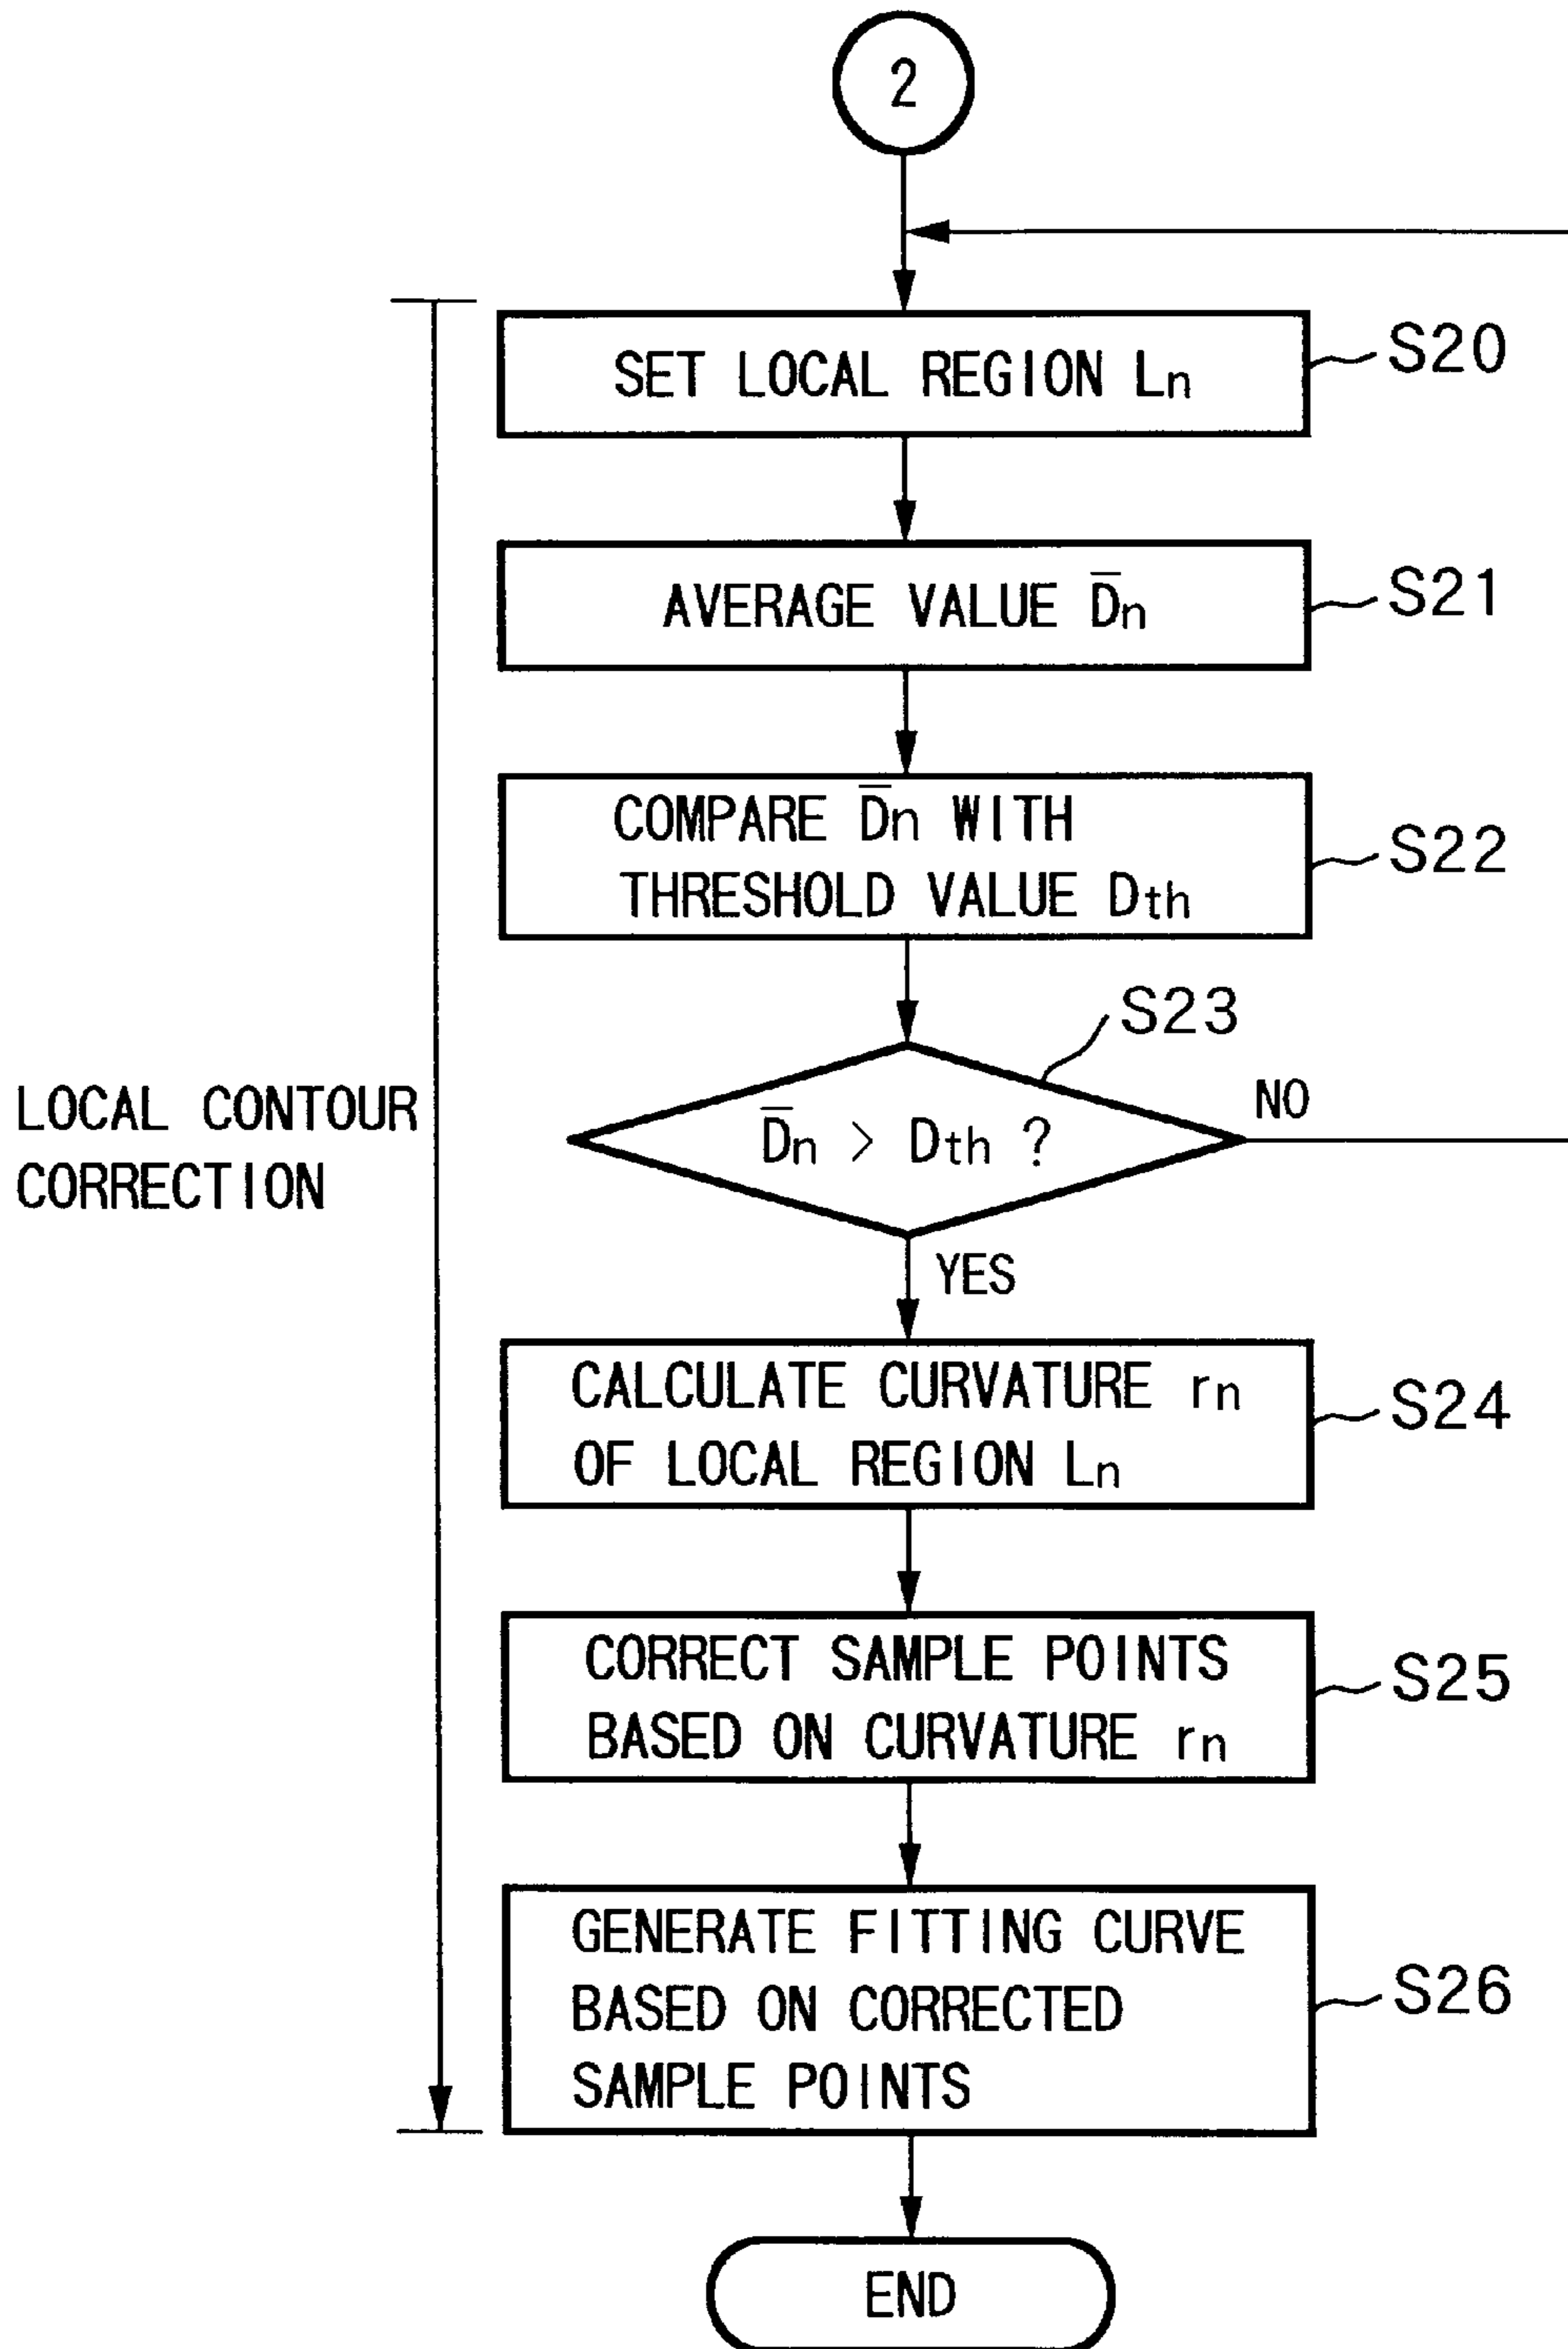 2
SET LOCAL REGION Ln
S20
AVERAGE VALUE D̅n
S21
COMPARE D̅n WITH
THRESHOLD VALUE Dth
S22
S23
D̅n > Dth ?
NO
LOCAL CONTOUR
CORRECTION
YES
CALCULATE CURVATURE rn
OF LOCAL REGION Ln
S24
CORRECT SAMPLE POINTS
BASED ON CURVATURE rn
S25
GENERATE FITTING CURVE
BASED ON CORRECTED
SAMPLE POINTS
S26
END